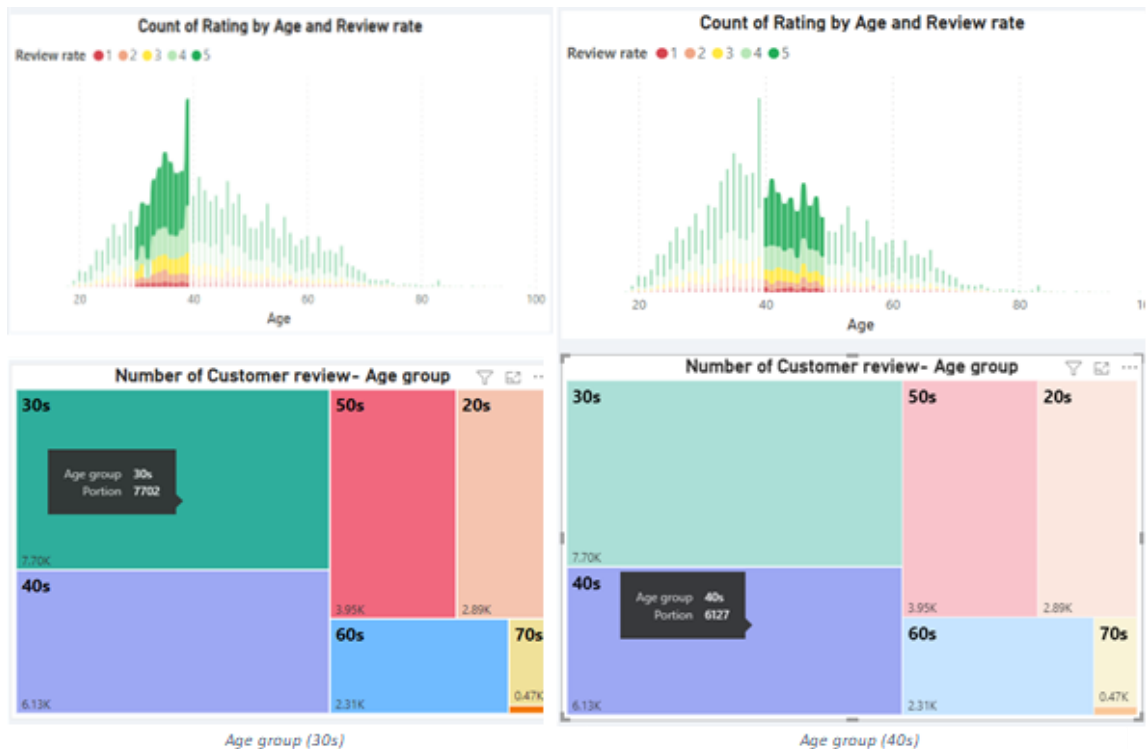 Count of Rating by Age and Review rate
Review rate 1 2 3 4 5
20 40 60 80 100
Age
Count of Rating by Age and Review rate
Review rate 1 2 3 4 5
20 40 60 80
Age
Number of Customer review- Age group
30s 50s 20s
Age group 30s
Portion 7702
7.70K
40s
3.95K 2.89K
60s 70s
0.47K
6.13K 2.31K
Age group (30s)
Number of Customer review- Age group
30s 50s 20s
7.70K
40s
Age group 40s
Portion 6127
3.95K 2.89K
60s 70s
0.47K
6.13K 2.31K
Age group (40s)